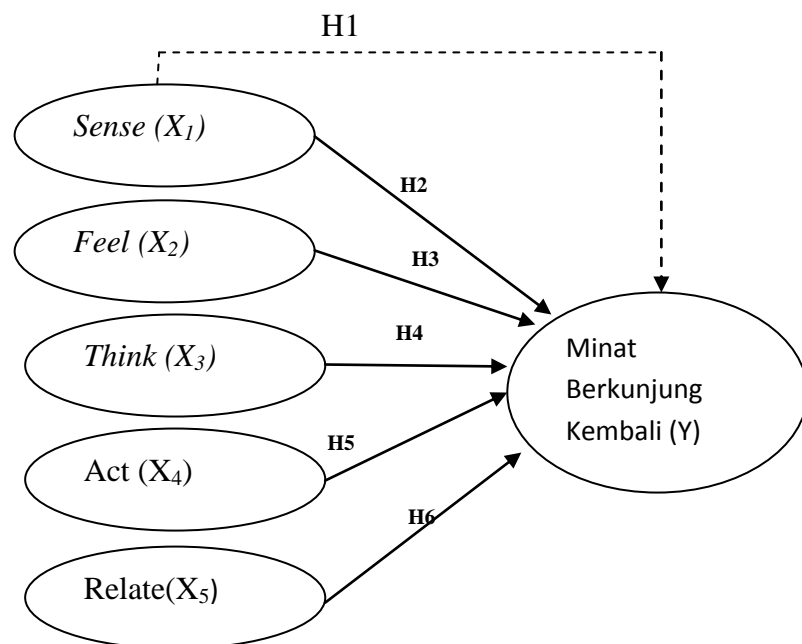 H1
Sense (X1)
H2
Feel (X2)
H3
Think (X3)
H4
Minat
Berkunjung
Kembali (Y)
Act (X4)
H5
H6
Relate(X5)